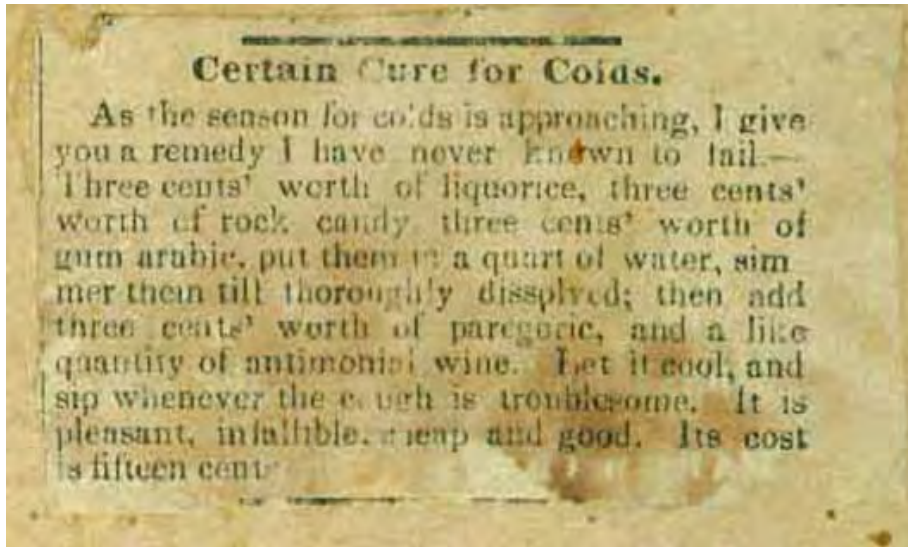 Certain Cure for Colds.
As the season for colds is approaching, I give
you a remedy I have never known to fail.—
Three cents' worth of liquorice, three cents'
worth of rock candy three cents' worth of
gum arabic, put them in a quart of water, sim
mer them till thoroughly dissolved; then add
three cents' worth of paregoric, and a like
quantity of antimonial wine. Let it cool, and
sip whenever the cough is troublesome. It is
pleasant, infallible, cheap and good. Its cost
is fifteen cents